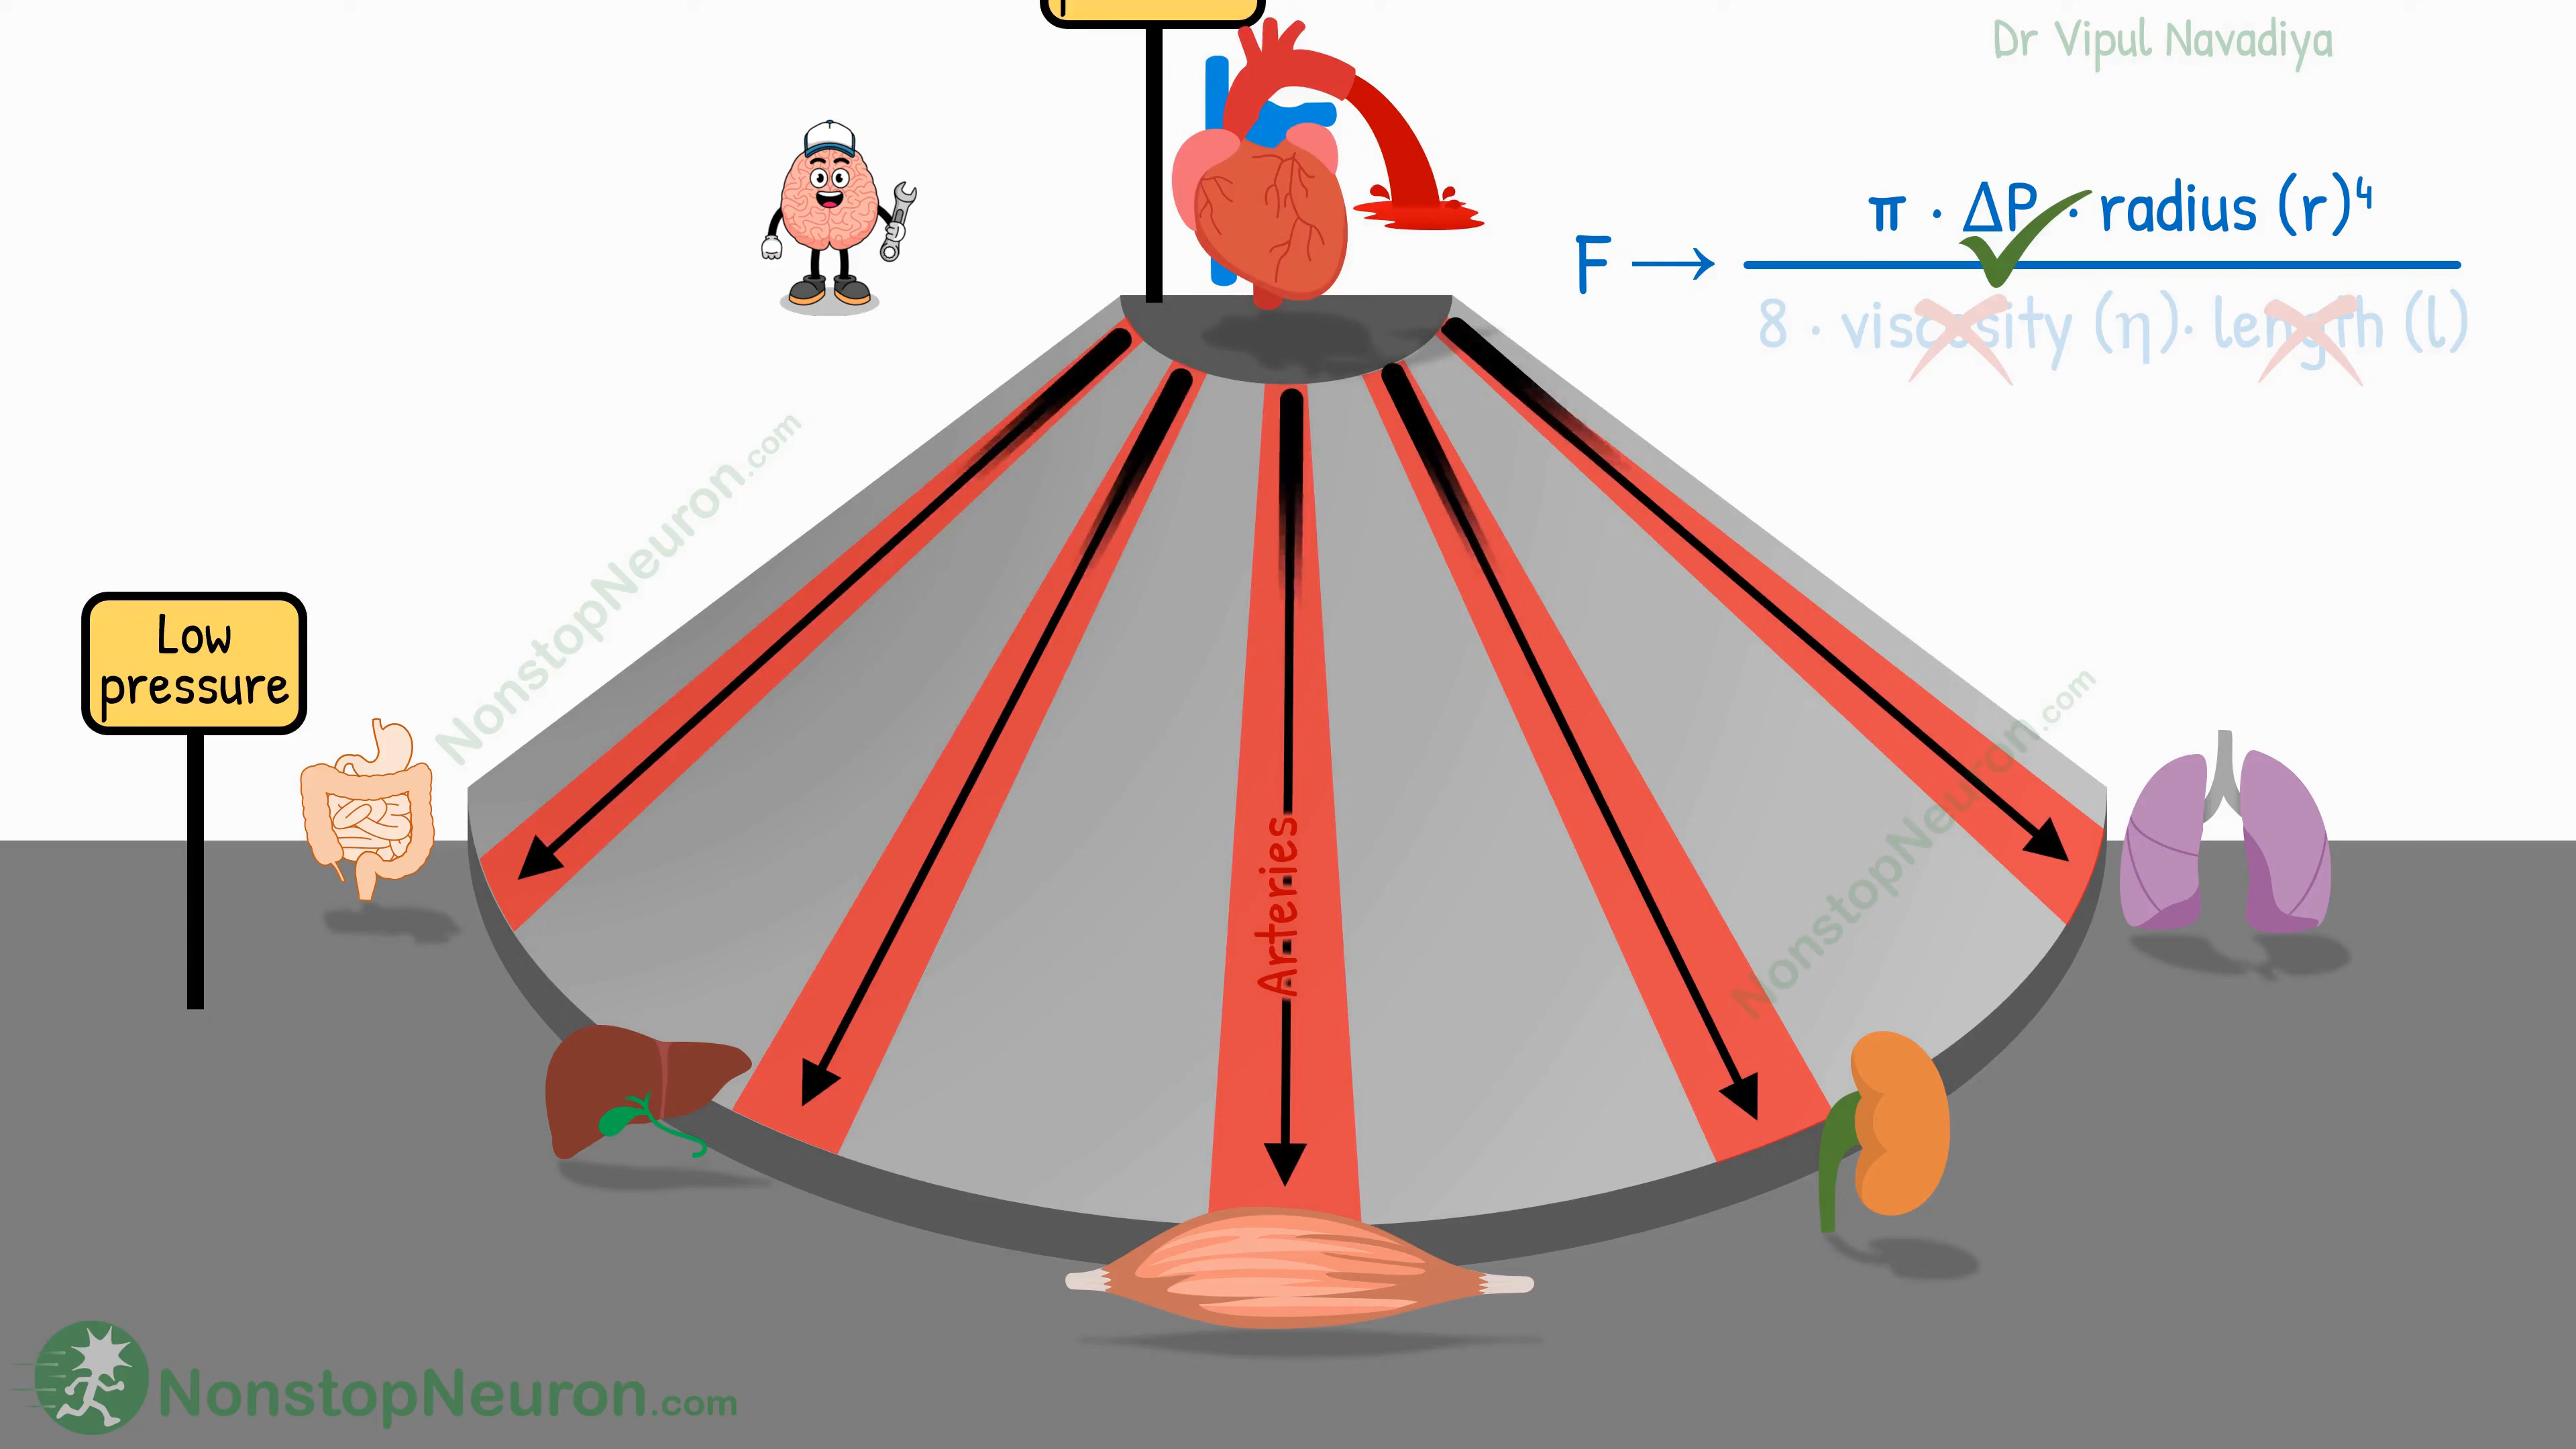 Dr Vipul Navadiya
π · ΔP · radius (r)⁴
F →
8 · viscosity (η) · length (l)
NonstopNeuron.com
Low
pressure
NonstopNeuron.com
Arteries
NonstopNeuron.com